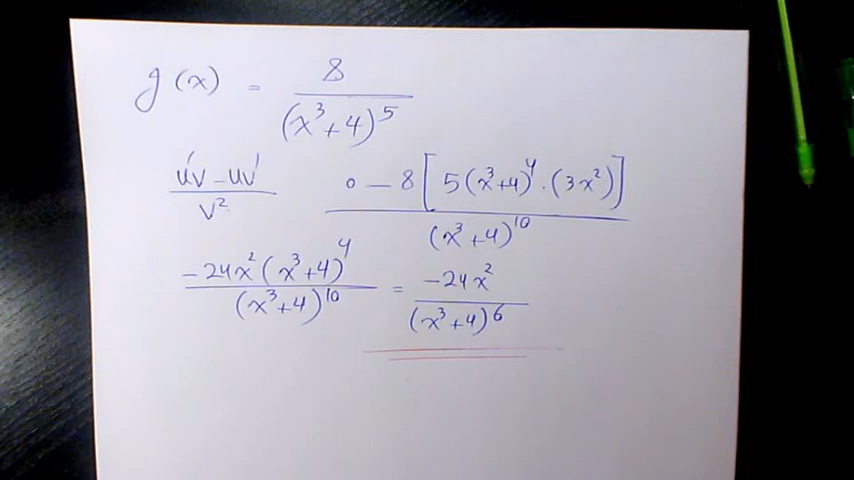 g(x) = 8/(x³+4)⁵
(u'v - uv')/v²    (0 - 8[5(x³+4)⁴·(3x²)])/(x³+4)¹⁰
(-24x²(x³+4)⁴)/(x³+4)¹⁰ = (-24x²)/(x³+4)⁶